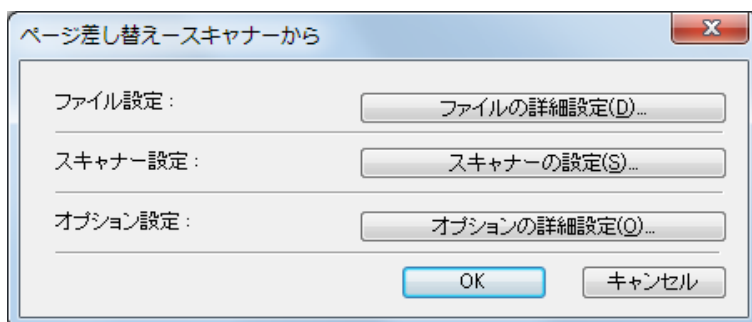 ページ差し替えースキャナーから
ファイル設定：
ファイルの詳細設定(D)...
スキャナー設定：
スキャナーの設定(S)...
オプション設定：
オプションの詳細設定(O)...
OK
キャンセル